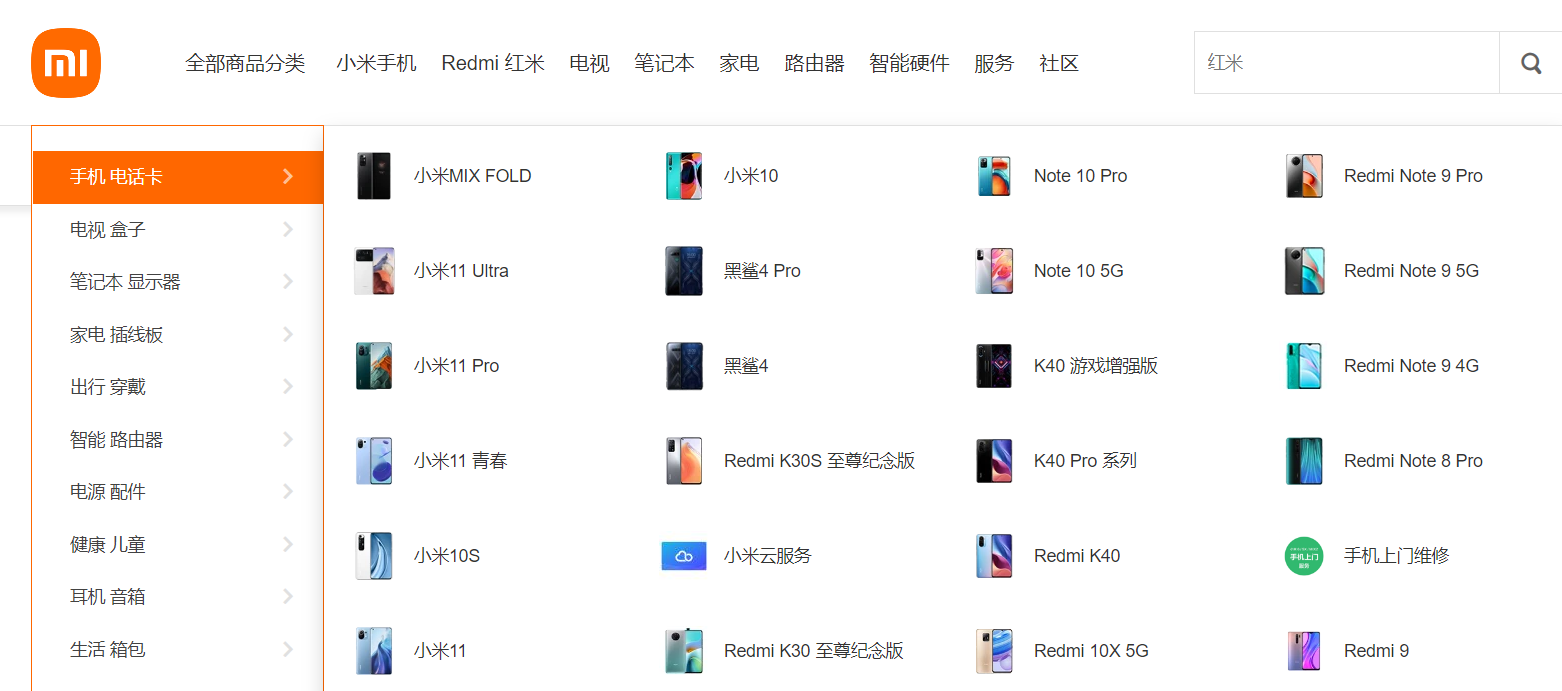 mi
全部商品分类 小米手机 Redmi 红米 电视 笔记本 家电 路由器 智能硬件 服务 社区
红米
手机 电话卡
电视 盒子
笔记本 显示器
家电 插线板
出行 穿戴
智能 路由器
电源 配件
健康 儿童
耳机 音箱
生活 箱包
小米MIX FOLD
小米10
Note 10 Pro
Redmi Note 9 Pro
小米11 Ultra
黑鲨4 Pro
Note 10 5G
Redmi Note 9 5G
小米11 Pro
黑鲨4
K40 游戏增强版
Redmi Note 9 4G
小米11 青春
Redmi K30S 至尊纪念版
K40 Pro 系列
Redmi Note 8 Pro
小米10S
小米云服务
Redmi K40
手机上门
服务
手机上门维修
小米11
Redmi K30 至尊纪念版
Redmi 10X 5G
Redmi 9